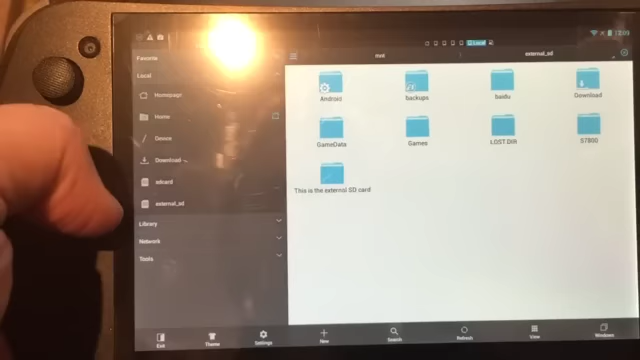 Local
Favorite
Local
Homepage
Home
Device
Download
sdcard
external_sd
Library
Network
Tools
mnt
external_sd
Android
backups
baidu
Download
GameData
Games
LOST.DIR
S7800
This is the external SD card
Exit
Theme
Settings
New
Search
Refresh
View
Windows